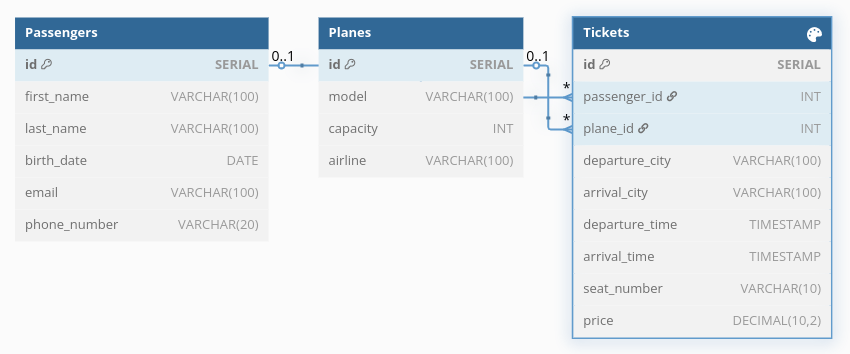 Passengers
id SERIAL
first_name VARCHAR(100)
last_name VARCHAR(100)
birth_date DATE
email VARCHAR(100)
phone_number VARCHAR(20)
0..1
Planes
id SERIAL
model VARCHAR(100)
capacity INT
airline VARCHAR(100)
0..1
*
*
Tickets
id SERIAL
passenger_id INT
plane_id INT
departure_city VARCHAR(100)
arrival_city VARCHAR(100)
departure_time TIMESTAMP
arrival_time TIMESTAMP
seat_number VARCHAR(10)
price DECIMAL(10,2)